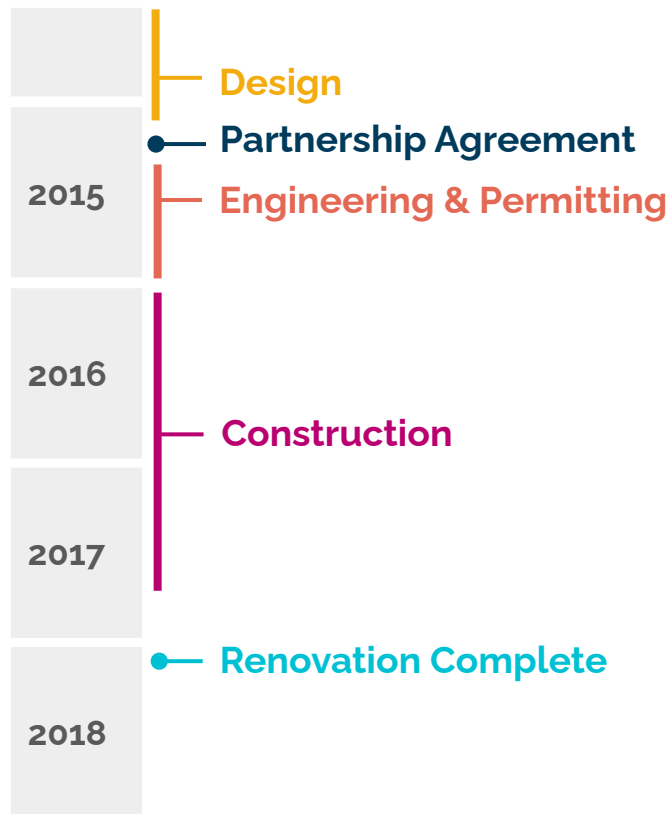 Design
Partnership Agreement
2015
Engineering & Permitting
2016
Construction
2017
Renovation Complete
2018